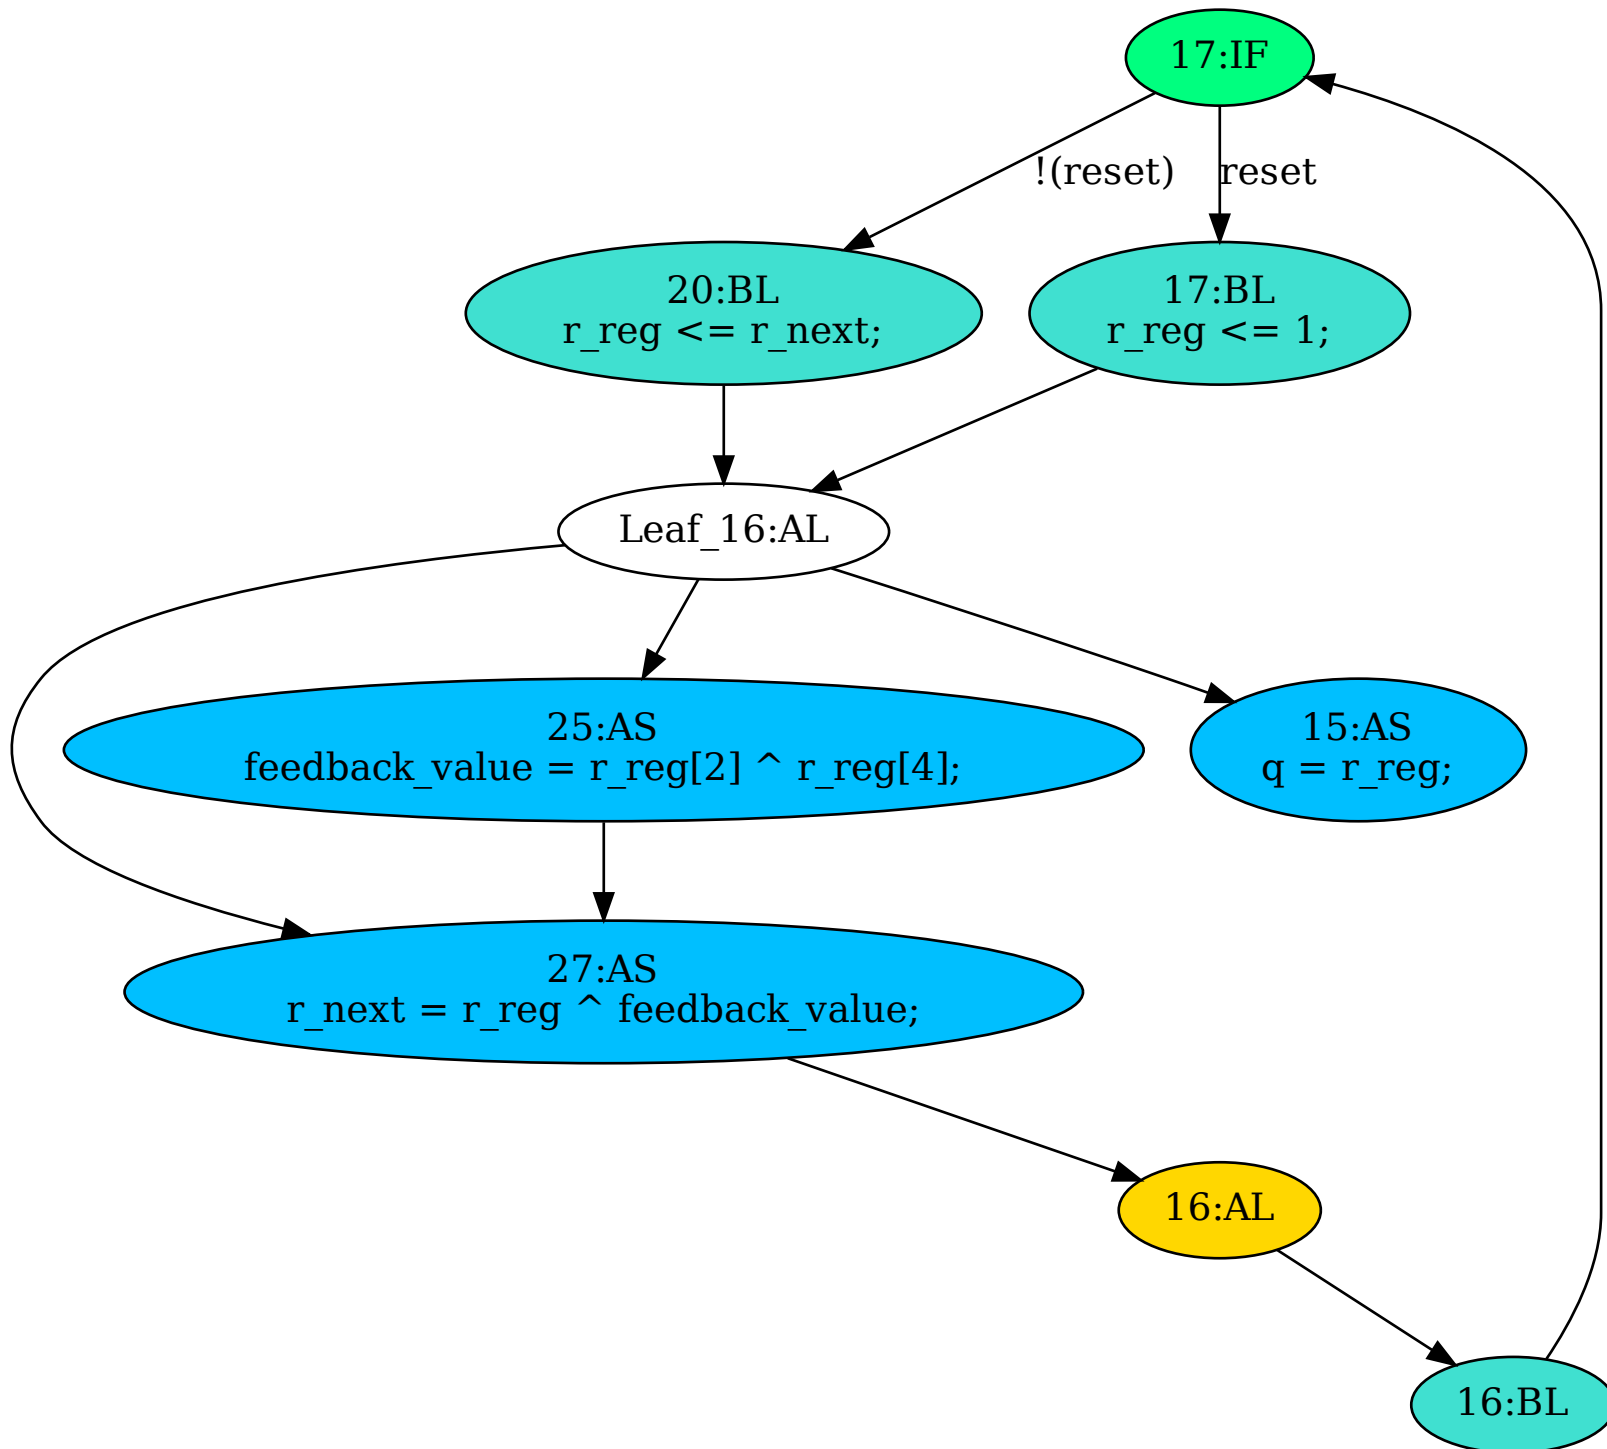 17:IF
!(reset)
reset
20:BL
r_reg <= r_next;
17:BL
r_reg <= 1;
Leaf_16:AL
25:AS
feedback_value = r_reg[2] ^ r_reg[4];
15:AS
q = r_reg;
27:AS
r_next = r_reg ^ feedback_value;
16:AL
16:BL